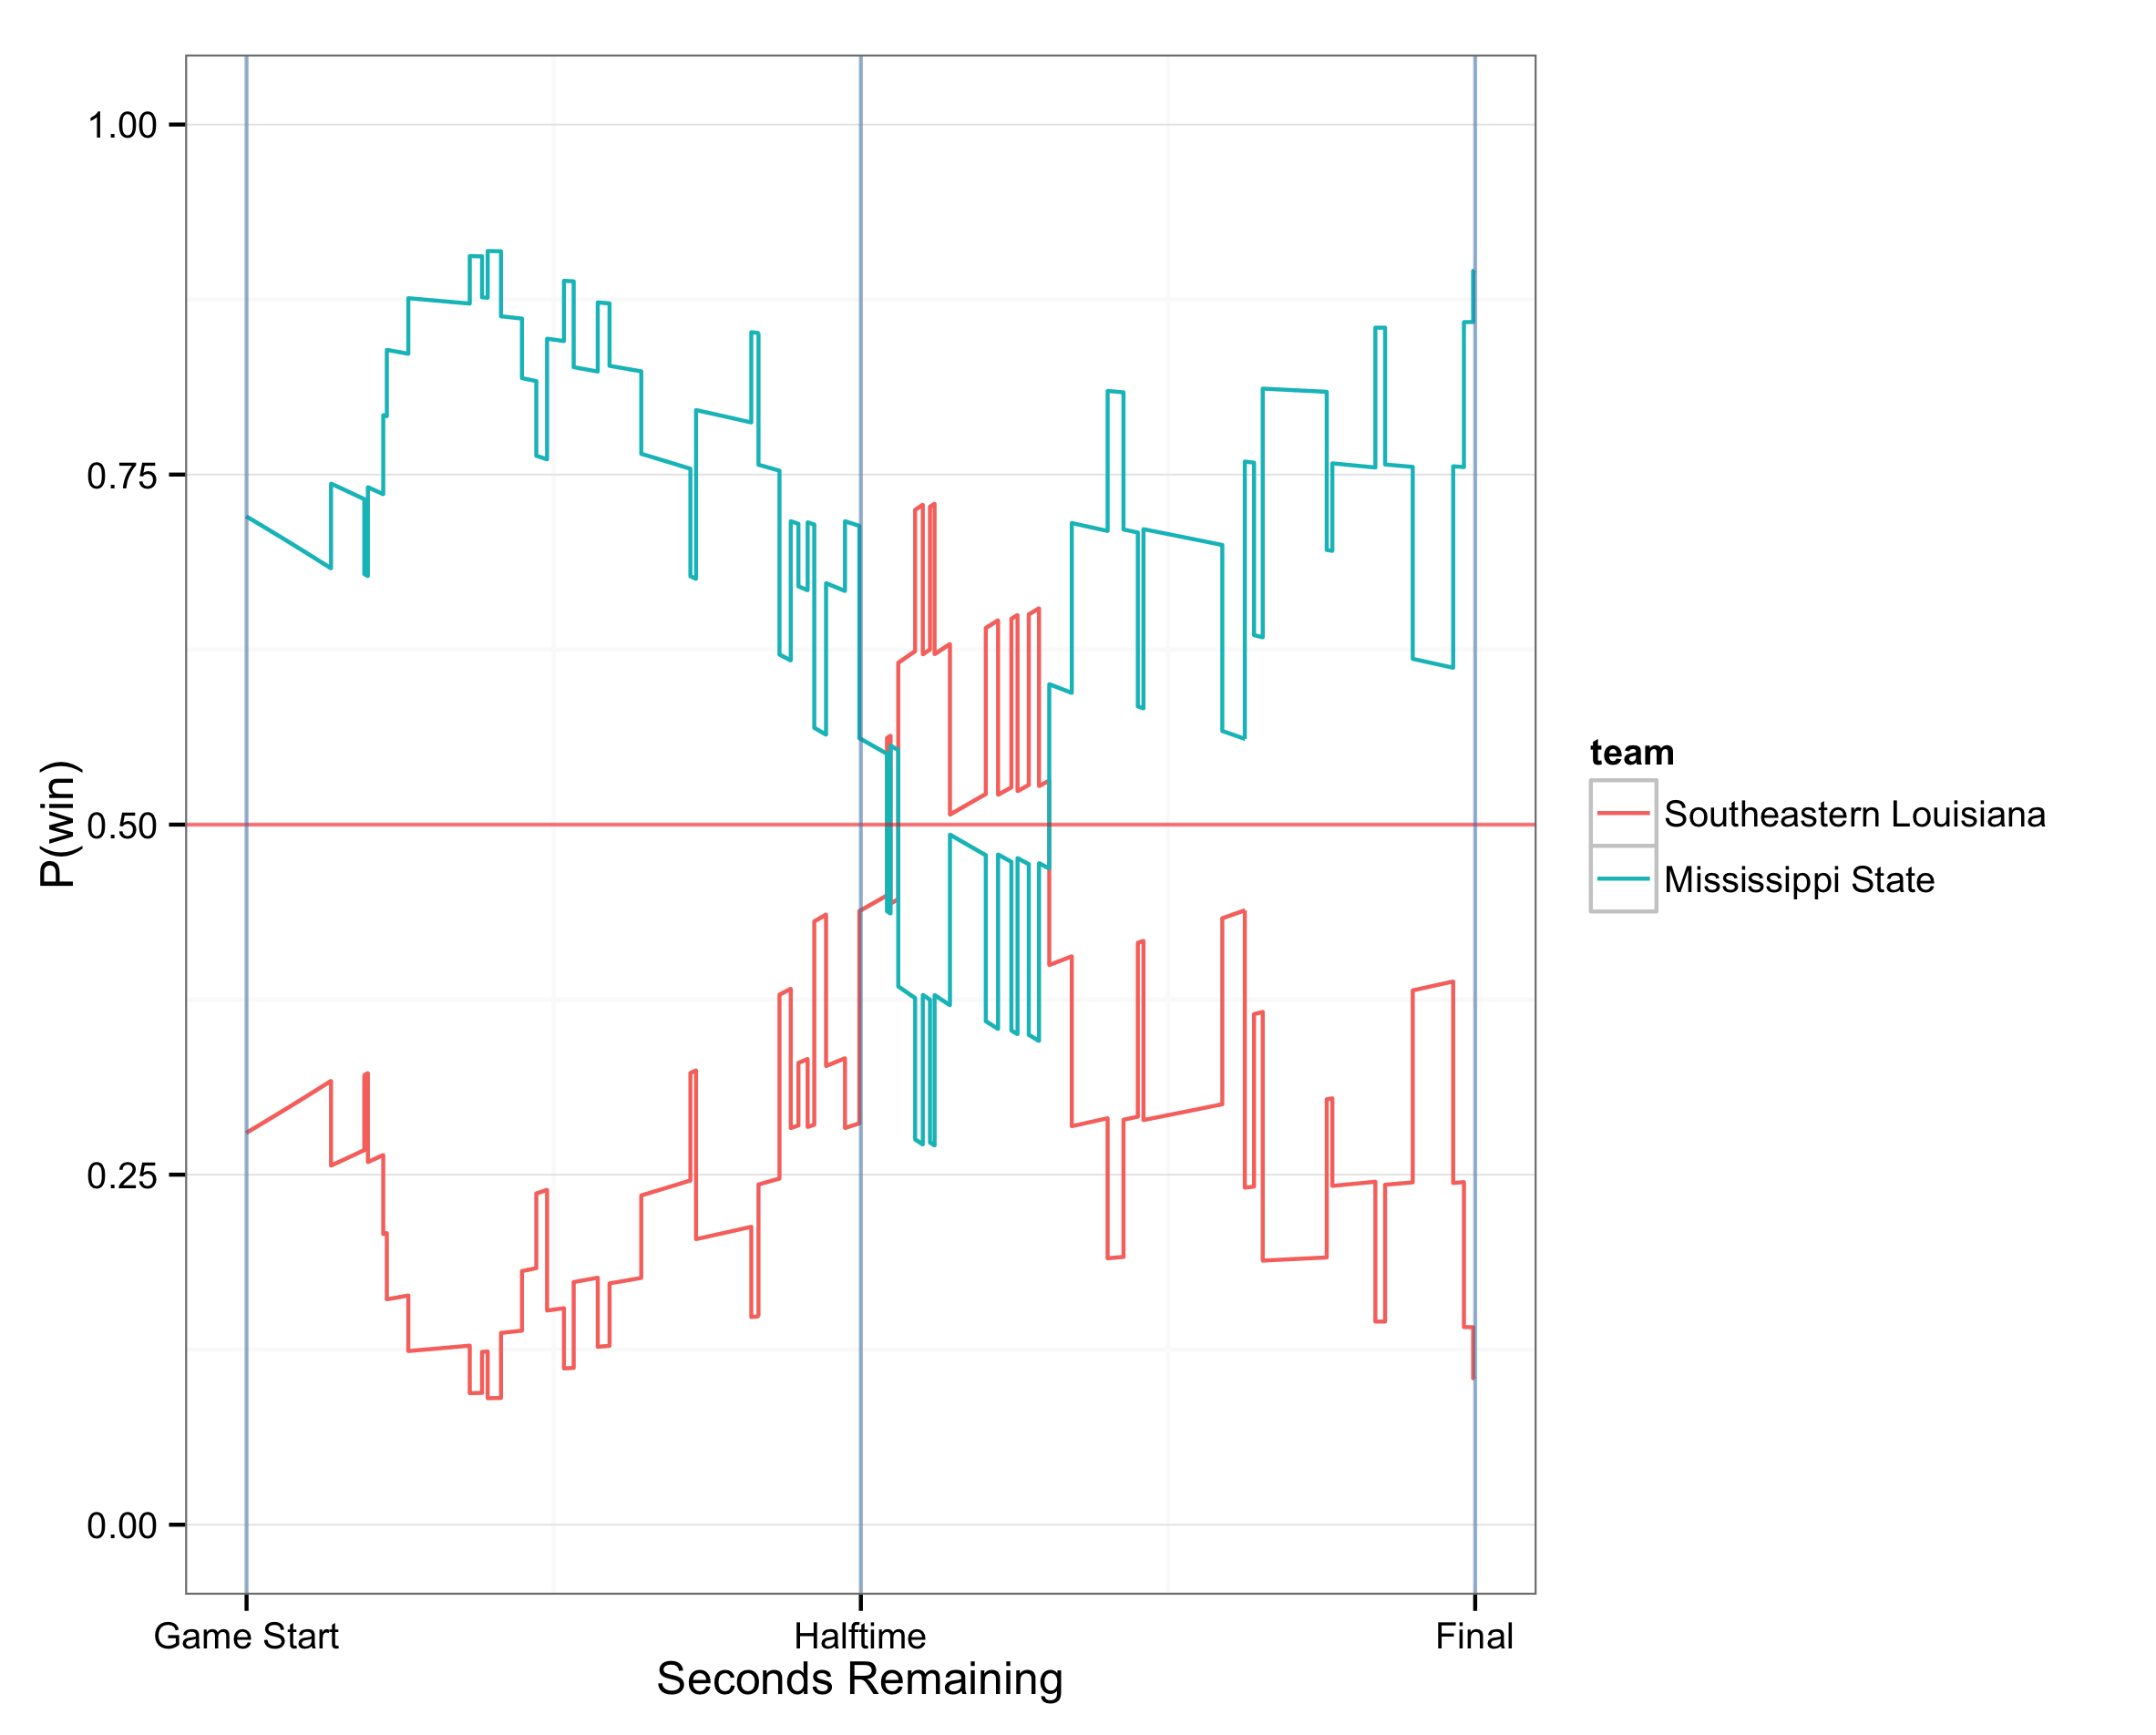 1.00
0.75
0.50
0.25
0.00
P(win)
Game Start
Halftime
Final
Seconds Remaining
team
Southeastern Louisiana
Mississippi State